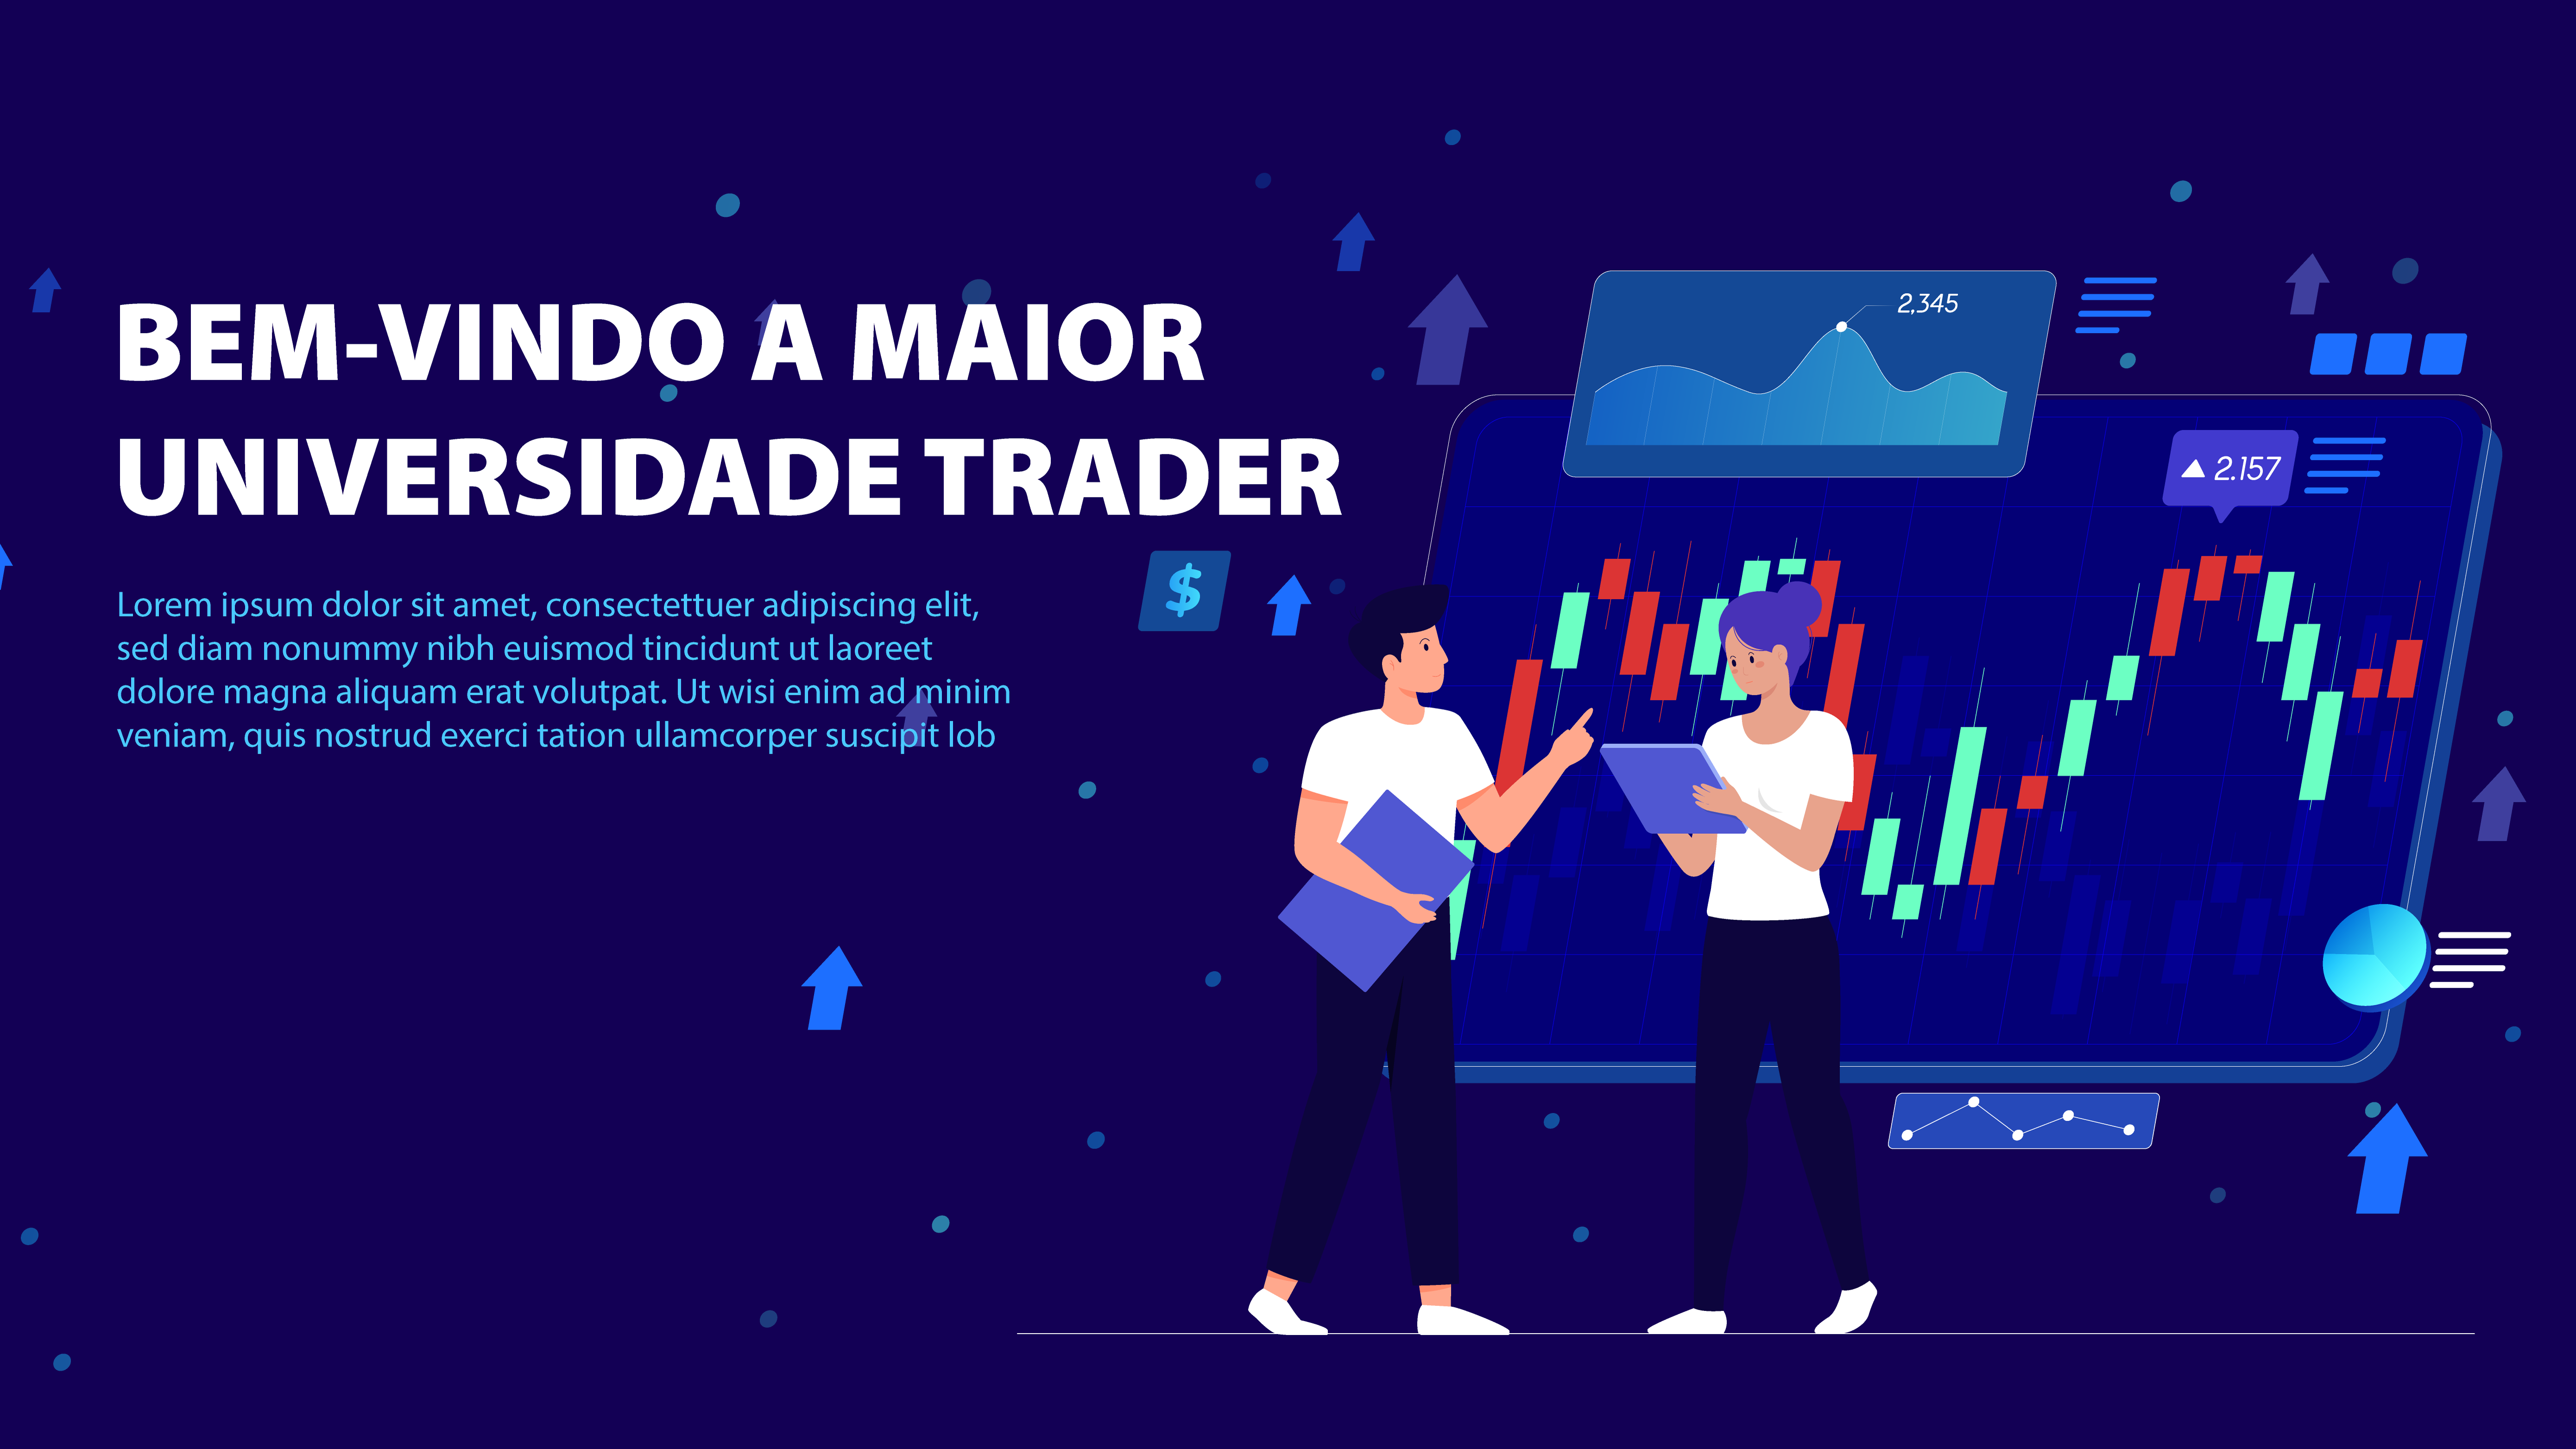 BEM-VINDO A MAIOR
UNIVERSIDADE TRADER
Lorem ipsum dolor sit amet, consectettuer adipiscing elit,
sed diam nonummy nibh euismod tincidunt ut laoreet
dolore magna aliquam erat volutpat. Ut wisi enim ad minim
veniam, quis nostrud exerci tation ullamcorper suscipit lob
$
2,345
2.157